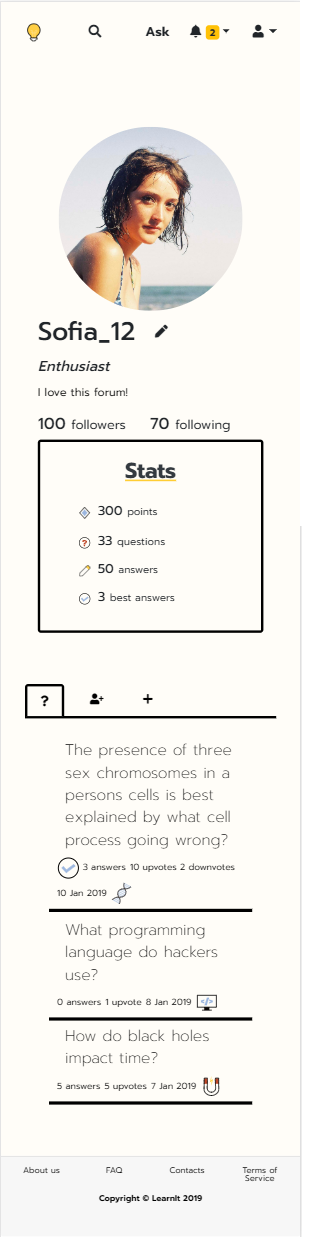 Ask 2
Sofia_12
Enthusiast
I love this forum!
100 followers 70 following
Stats
300 points
? 33 questions
50 answers
3 best answers
? +
The presence of three
sex chromosomes in a
persons cells is best
explained by what cell
process going wrong?
3 answers 10 upvotes 2 downvotes
10 Jan 2019
What programming
language do hackers
use?
0 answers 1 upvote 8 Jan 2019 </>
How do black holes
impact time?
5 answers 5 upvotes 7 Jan 2019
About us FAQ Contacts Terms of
Service
Copyright © LearnIt 2019